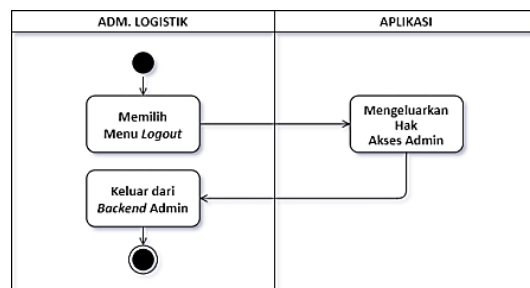 ADM. LOGISTIK
APLIKASI
Memilih
Menu Logout
Mengeluarkan
Hak
Akses Admin
Keluar dari
Backend Admin